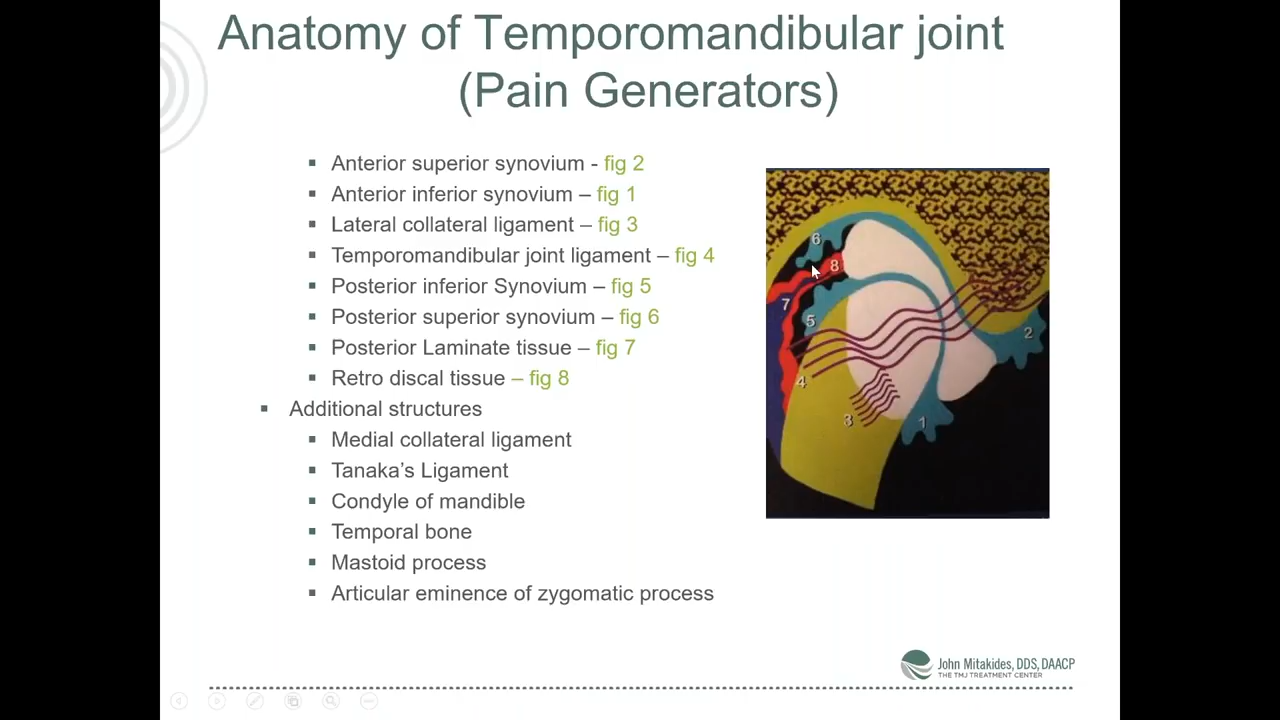 Anatomy of Temporomandibular joint
(Pain Generators)
Anterior superior synovium - fig 2
Anterior inferior synovium – fig 1
Lateral collateral ligament – fig 3
Temporomandibular joint ligament – fig 4
Posterior inferior Synovium – fig 5
Posterior superior synovium – fig 6
Posterior Laminate tissue – fig 7
Retro discal tissue – fig 8
Additional structures
Medial collateral ligament
Tanaka's Ligament
Condyle of mandible
Temporal bone
Mastoid process
Articular eminence of zygomatic process
6
8
7
5
2
4
3
1
John Mitakides, DDS, DAACP
THE TMJ TREATMENT CENTER